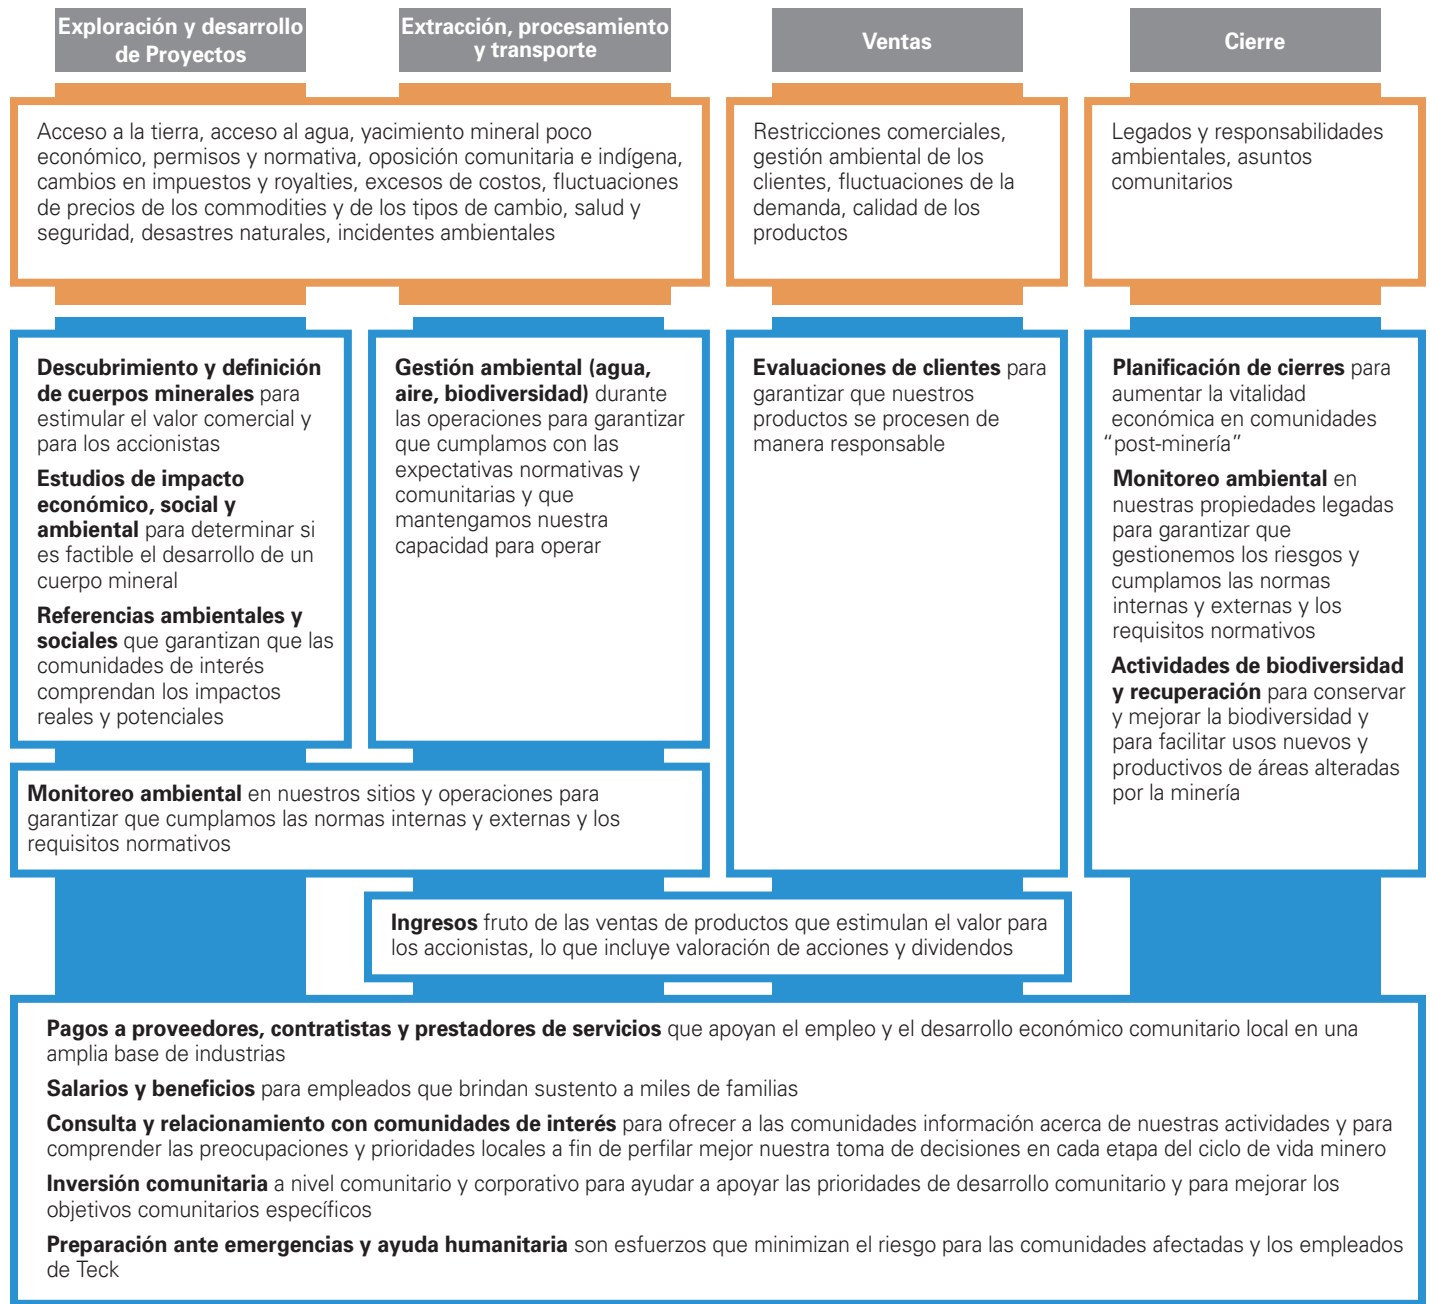 Exploración y desarrollo
de Proyectos
Extracción, procesamiento
y transporte
Ventas
Cierre
Acceso a la tierra, acceso al agua, yacimiento mineral poco
económico, permisos y normativa, oposición comunitaria e indígena,
cambios en impuestos y royalties, excesos de costos, fluctuaciones
de precios de los commodities y de los tipos de cambio, salud y
seguridad, desastres naturales, incidentes ambientales
Restricciones comerciales,
gestión ambiental de los
clientes, fluctuaciones de la
demanda, calidad de los
productos
Legados y responsabilidades
ambientales, asuntos
comunitarios
Descubrimiento y definición
de cuerpos minerales para
estimular el valor comercial y
para los accionistas
Estudios de impacto
económico, social y
ambiental para determinar si
es factible el desarrollo de un
cuerpo mineral
Referencias ambientales y
sociales que garantizan que las
comunidades de interés
comprendan los impactos
reales y potenciales
Gestión ambiental (agua,
aire, biodiversidad) durante
las operaciones para garantizar
que cumplamos con las
expectativas normativas y
comunitarias y que
mantengamos nuestra
capacidad para operar
Evaluaciones de clientes para
garantizar que nuestros
productos se procesen de
manera responsable
Planificación de cierres para
aumentar la vitalidad
económica en comunidades
“post-minería”
Monitoreo ambiental en
nuestras propiedades legadas
para garantizar que
gestionemos los riesgos y
cumplamos las normas
internas y externas y los
requisitos normativos
Actividades de biodiversidad
y recuperación para conservar
y mejorar la biodiversidad y
para facilitar usos nuevos y
productivos de áreas alteradas
por la minería
Monitoreo ambiental en nuestros sitios y operaciones para
garantizar que cumplamos las normas internas y externas y los
requisitos normativos
Ingresos fruto de las ventas de productos que estimulan el valor para
los accionistas, lo que incluye valoración de acciones y dividendos
Pagos a proveedores, contratistas y prestadores de servicios que apoyan el empleo y el desarrollo económico comunitario local en una
amplia base de industrias
Salarios y beneficios para empleados que brindan sustento a miles de familias
Consulta y relacionamiento con comunidades de interés para ofrecer a las comunidades información acerca de nuestras actividades y para
comprender las preocupaciones y prioridades locales a fin de perfilar mejor nuestra toma de decisiones en cada etapa del ciclo de vida minero
Inversión comunitaria a nivel comunitario y corporativo para ayudar a apoyar las prioridades de desarrollo comunitario y para mejorar los
objetivos comunitarios específicos
Preparación ante emergencias y ayuda humanitaria son esfuerzos que minimizan el riesgo para las comunidades afectadas y los empleados
de Teck